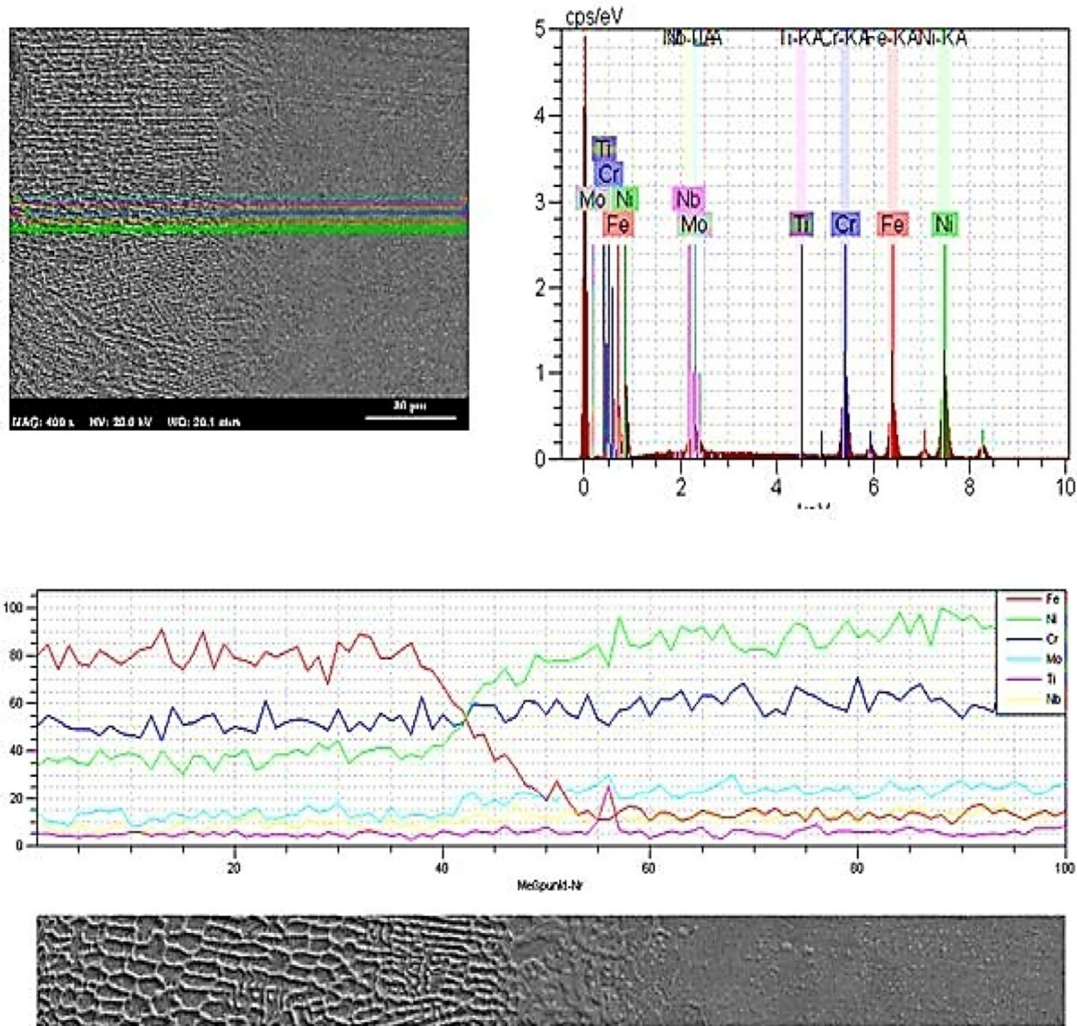 cps/eV
Ti-KA Cr-KA Fe-KA Ni-KA
5
4
3
2
1
0
Ti
Cr
Mo Ni Nb
Fe Mo Ti Cr Fe Ni
0 2 4 6 8 10
MAG: 400 x HV: 20.0 kV WD: 20.1 mm
100
80
60
40
20
0
Fe
Ni
Cr
Mo
Ti
Nb
20 40 60 80 100
Meßpunkt-Nr